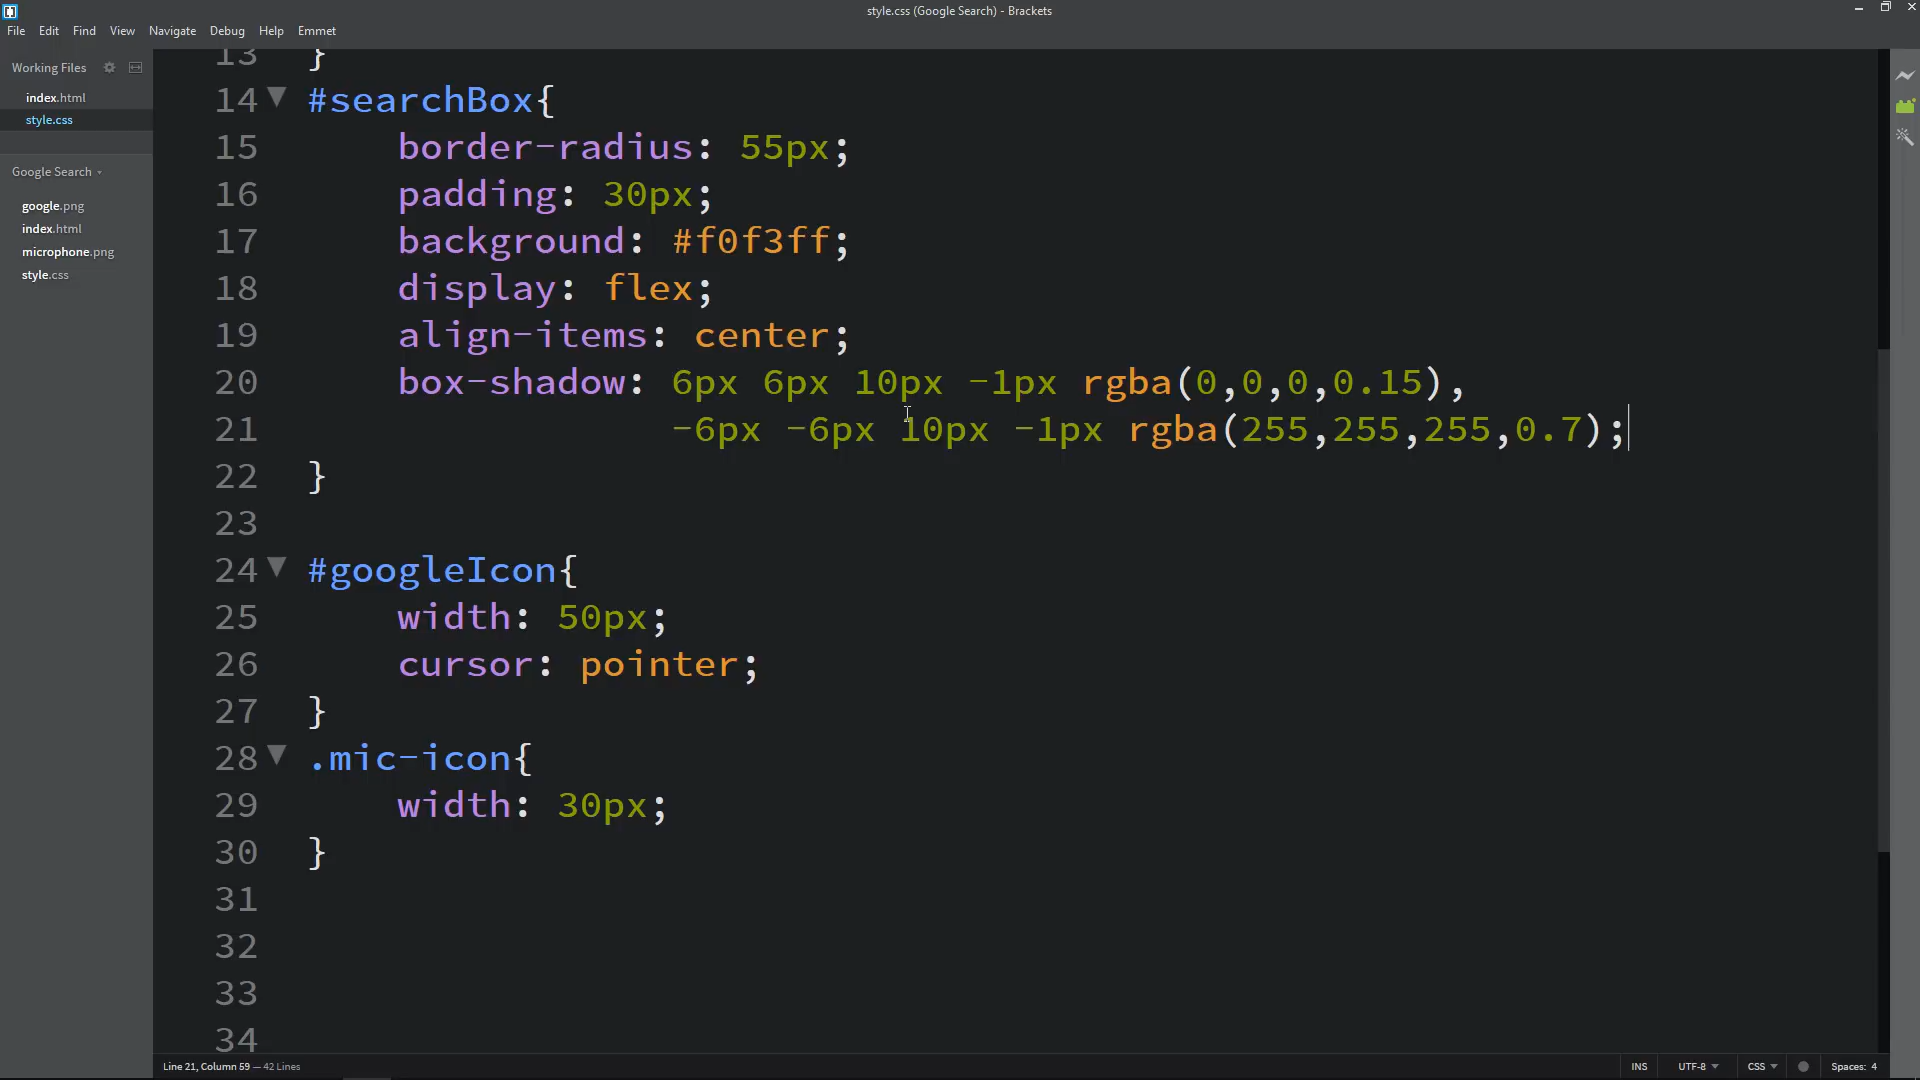 style.css (Google Search) - Brackets
File Edit Find View Navigate Debug Help Emmet
Working Files
index.html
style.css
Google Search
google.png
index.html
microphone.png
style.css
13 }
14 #searchBox{
15 border-radius: 55px;
16 padding: 30px;
17 background: #f0f3ff;
18 display: flex;
19 align-items: center;
20 box-shadow: 6px 6px 10px -1px rgba(0,0,0,0.15),
21 -6px -6px 10px -1px rgba(255,255,255,0.7);
22 }
23
24 #googleIcon{
25 width: 50px;
26 cursor: pointer;
27 }
28 .mic-icon{
29 width: 30px;
30 }
31
32
33
34
Line 21, Column 59 — 42 Lines
INS UTF-8 CSS Spaces: 4